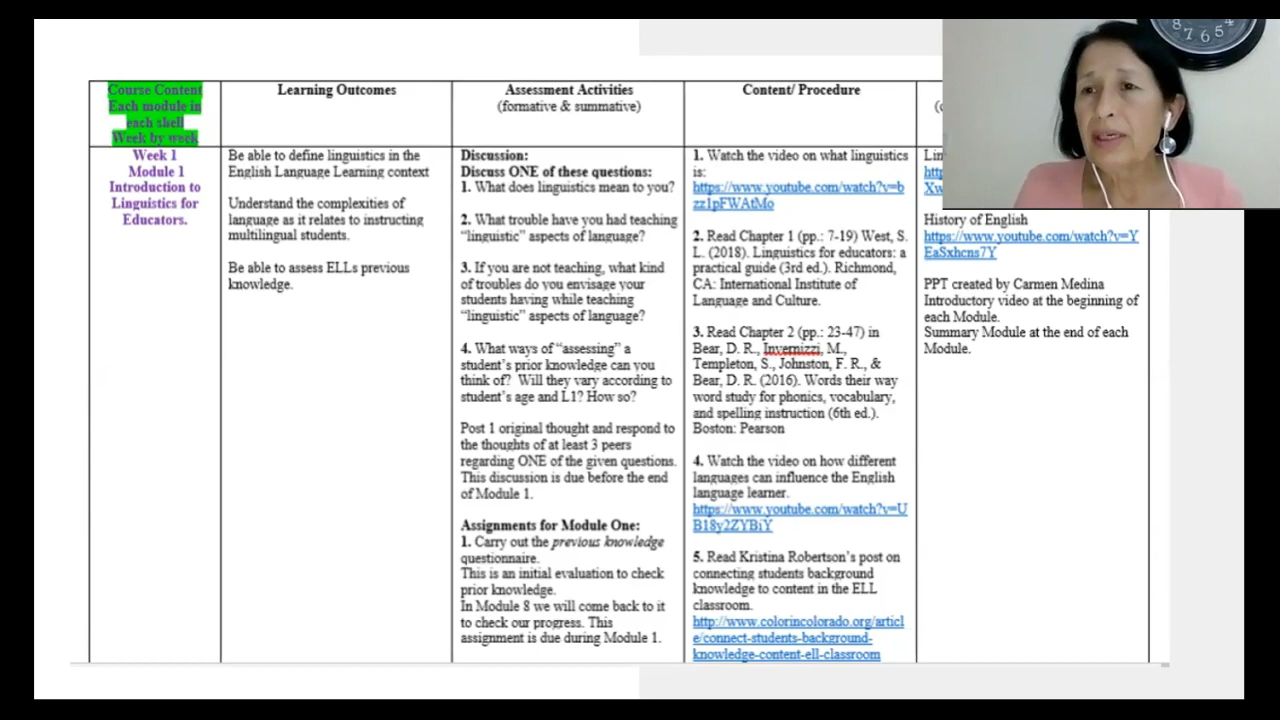 Course Content
Each module in
each shell
Week by week
Learning Outcomes
Assessment Activities
(formative & summative)
Content/ Procedure
Week 1
Module 1
Introduction to
Linguistics for
Educators.
Be able to define linguistics in the
English Language Learning context
Understand the complexities of
language as it relates to instructing
multilingual students.
Be able to assess ELLs previous
knowledge.
Discussion:
Discuss ONE of these questions:
1. What does linguistics mean to you?
2. What trouble have you had teaching
“linguistic” aspects of language?
3. If you are not teaching, what kind
of troubles do you envisage your
students having while teaching
“linguistic” aspects of language?
4. What ways of “assessing” a
student’s prior knowledge can you
think of? Will they vary according to
student’s age and L1? How so?
Post 1 original thought and respond to
the thoughts of at least 3 peers
regarding ONE of the given questions.
This discussion is due before the end
of Module 1.
Assignments for Module One:
1. Carry out the previous knowledge
questionnaire.
This is an initial evaluation to check
prior knowledge.
In Module 8 we will come back to it
to check our progress. This
assignment is due during Module 1.
1. Watch the video on what linguistics
is:
https://www.youtube.com/watch?v=b
zz1pFWAtMo
2. Read Chapter 1 (pp.: 7-19) West, S.
L. (2018). Linguistics for educators: a
practical guide (3rd ed.). Richmond,
CA: International Institute of
Language and Culture.
3. Read Chapter 2 (pp.: 23-47) in
Bear, D. R., Invernizzi, M.,
Templeton, S., Johnston, F. R., &
Bear, D. R. (2016). Words their way
word study for phonics, vocabulary,
and spelling instruction (6th ed.).
Boston: Pearson
4. Watch the video on how different
languages can influence the English
language learner.
https://www.youtube.com/watch?v=U
B18y2ZYBiY
5. Read Kristina Robertson’s post on
connecting students background
knowledge to content in the ELL
classroom.
http://www.colorincolorado.org/articl
e/connect-students-background-
knowledge-content-ell-classroom
History of English
https://www.youtube.com/watch?v=Y
EaSxhcns7Y
PPT created by Carmen Medina
Introductory video at the beginning of
each Module.
Summary Module at the end of each
Module.
8 7 6 5